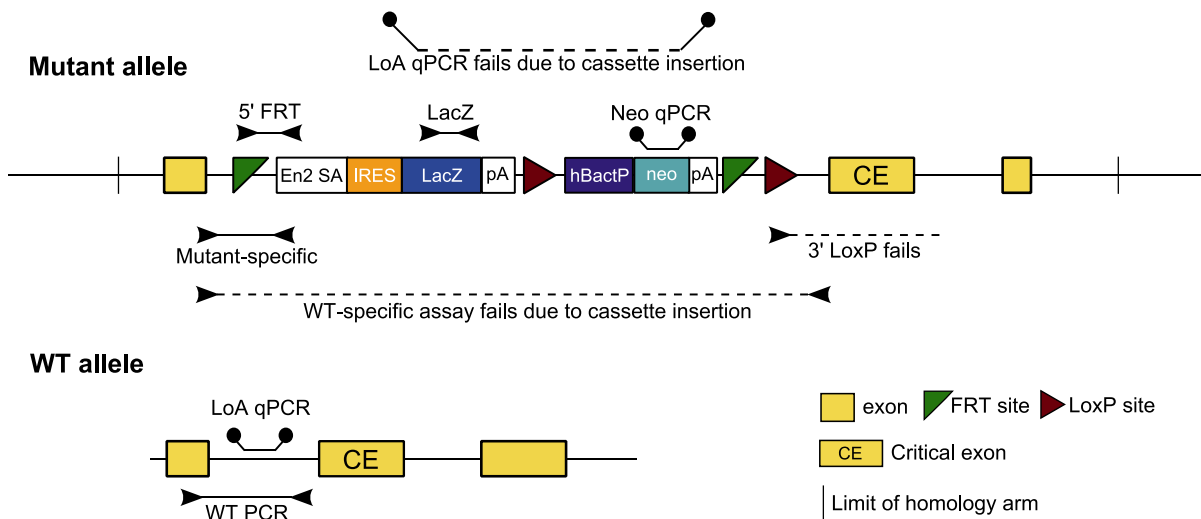 LoA qPCR fails due to cassette insertion
Mutant allele
5' FRT
LacZ
Neo qPCR
En2 SA
IRES
LacZ
pA
hBactP
neo
pA
CE
Mutant-specific
3' LoxP fails
WT-specific assay fails due to cassette insertion
WT allele
LoA qPCR
CE
WT PCR
exon
FRT site
LoxP site
CE
Critical exon
Limit of homology arm